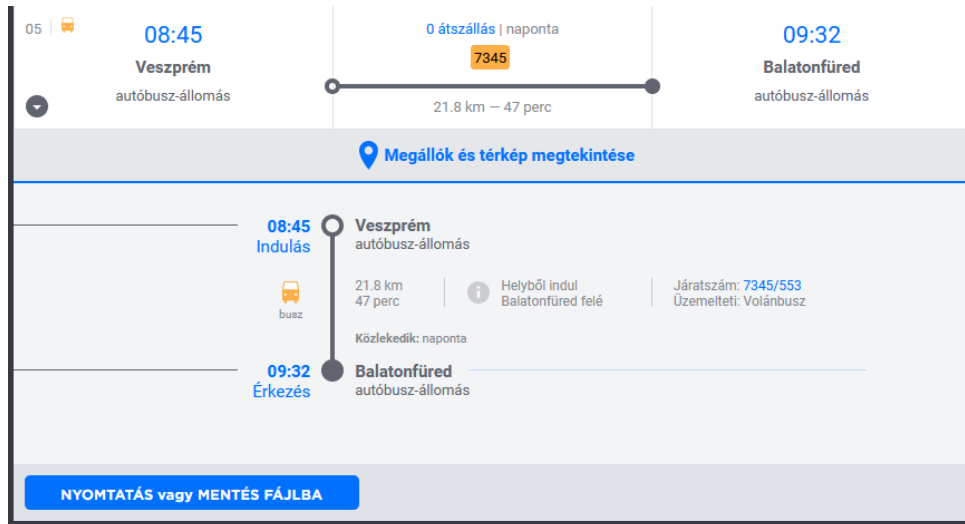 05
08:45
Veszprém
autóbusz-állomás
0 átszállás | naponta
7345
21.8 km — 47 perc
09:32
Balatonfüred
autóbusz-állomás
Megállók és térkép megtekintése
08:45
Indulás
Veszprém
autóbusz-állomás
busz
21.8 km
47 perc
i
Helyből indul
Balatonfüred felé
Járatszám: 7345/553
Üzemelteti: Volánbusz
Közlekedik: naponta
09:32
Érkezés
Balatonfüred
autóbusz-állomás
NYOMTATÁS vagy MENTÉS FÁJLBA